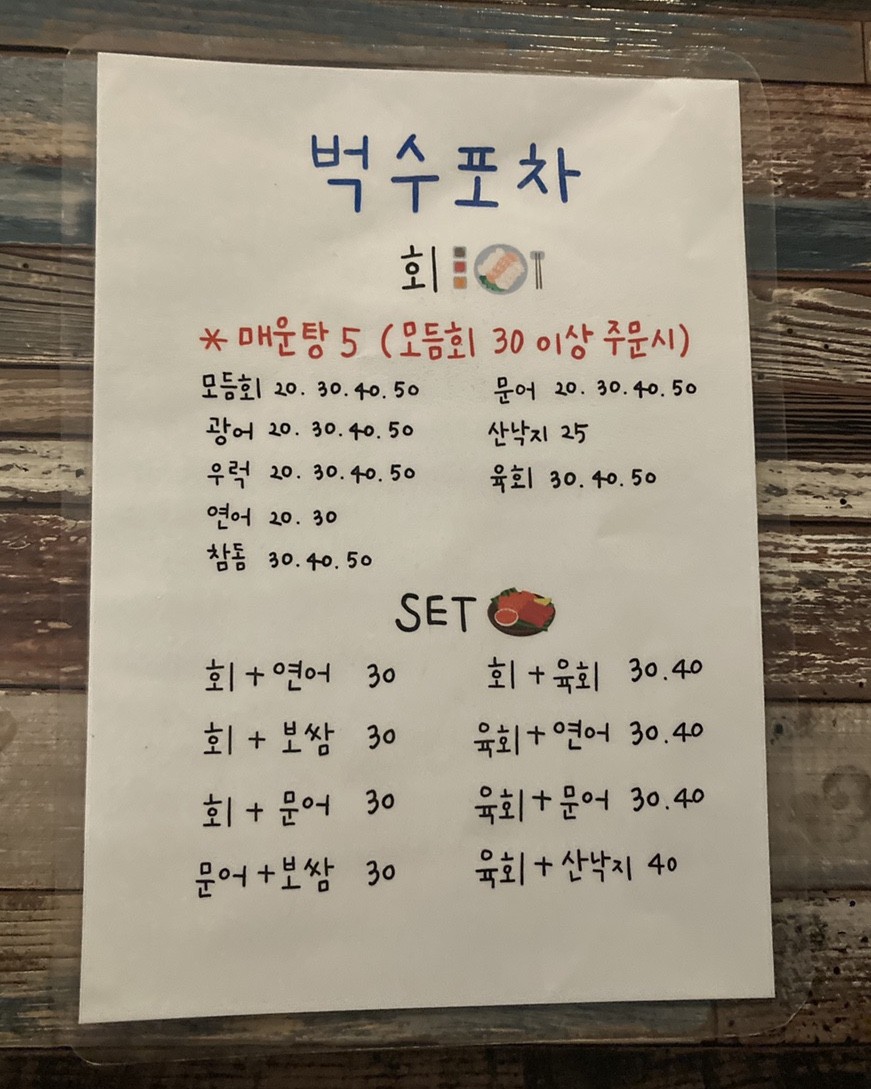 벅수포차
회
* 매운탕 5 (모듬회 30 이상 주문시)
모듬회 20. 30. 40. 50
광어 20. 30. 40. 50
우럭 20. 30. 40. 50
연어 20. 30
참돔 30. 40. 50
문어 20. 30. 40. 50
산낙지 25
육회 30. 40. 50
SET
회 + 연어 30
회 + 보쌈 30
회 + 문어 30
문어 + 보쌈 30
회 + 육회 30. 40
육회 + 연어 30. 40
육회 + 문어 30. 40
육회 + 산낙지 40